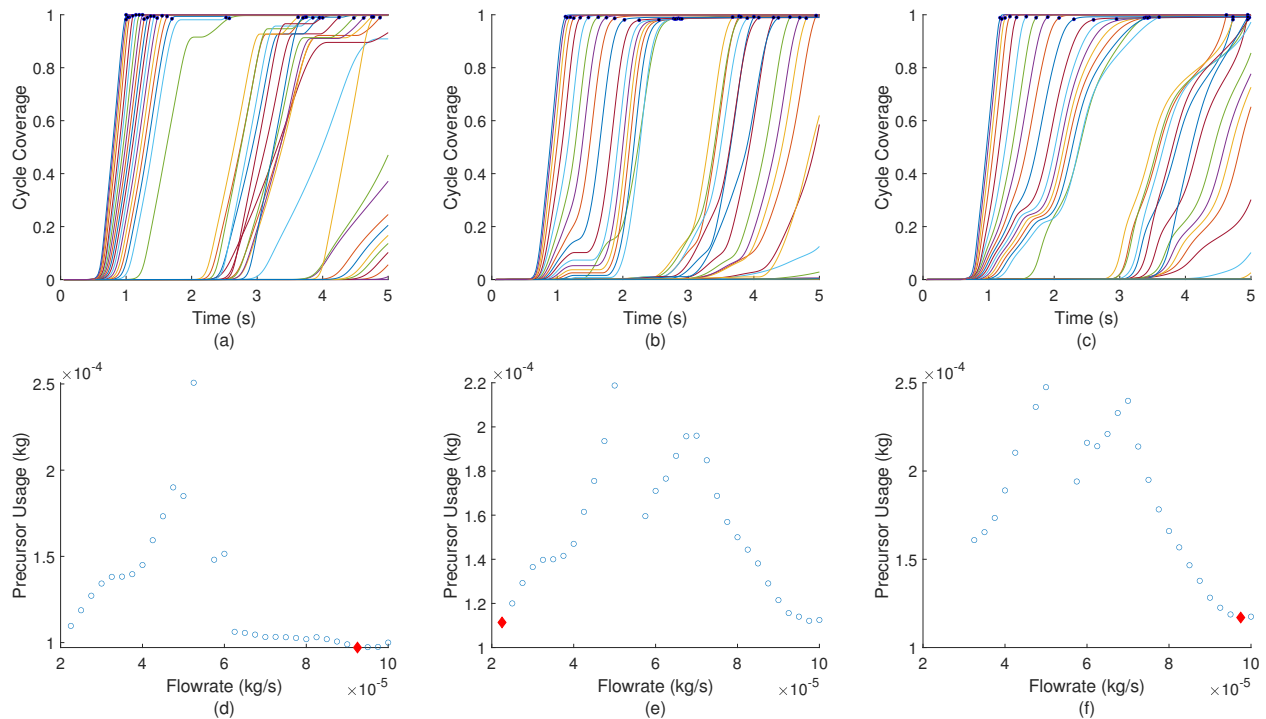 1
0.8
0.6
0.4
0.2
0
Cycle Coverage
0 1 2 3 4 5
Time (s)
(a)
1
0.8
0.6
0.4
0.2
0
Cycle Coverage
0 1 2 3 4 5
Time (s)
(b)
1
0.8
0.6
0.4
0.2
0
Cycle Coverage
0 1 2 3 4 5
Time (s)
(c)
×10⁻⁴
2.5
2
1.5
1
Precursor Usage (kg)
2 4 6 8 10
Flowrate (kg/s) ×10⁻⁵
(d)
×10⁻⁴
2.2
2
1.8
1.6
1.4
1.2
1
Precursor Usage (kg)
2 4 6 8 10
Flowrate (kg/s) ×10⁻⁵
(e)
×10⁻⁴
2.5
2
1.5
1
Precursor Usage (kg)
2 4 6 8 10
Flowrate (kg/s) ×10⁻⁵
(f)